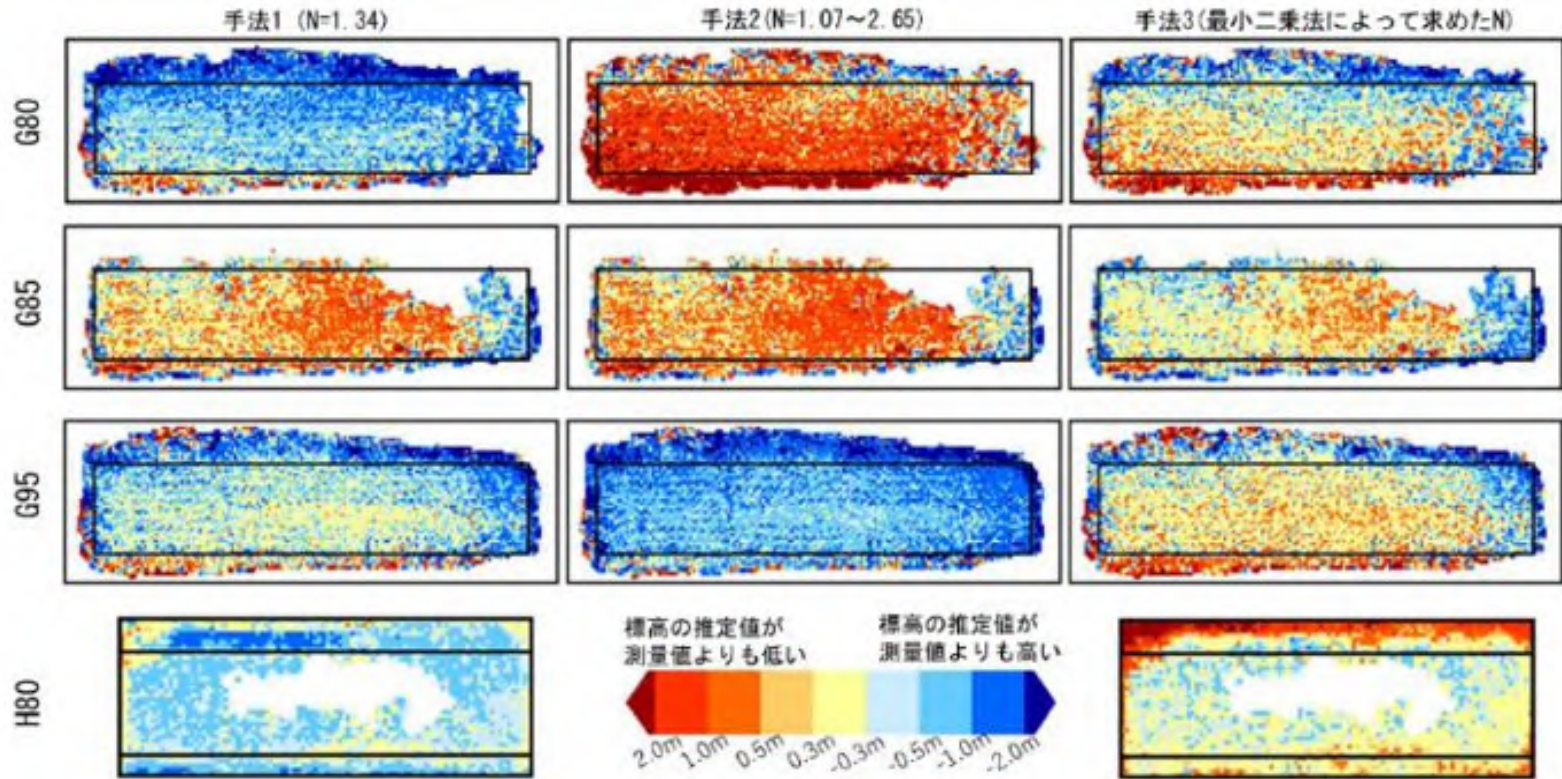 手法1 (N=1.34)
手法2(N=1.07～2.65)
手法3(最小二乗法によって求めたN)
G80
G85
G95
H80
標高の推定値が
測量値よりも低い
標高の推定値が
測量値よりも高い
2.0m
1.0m
0.5m
0.3m
-0.3m
-0.5m
-1.0m
-2.0m